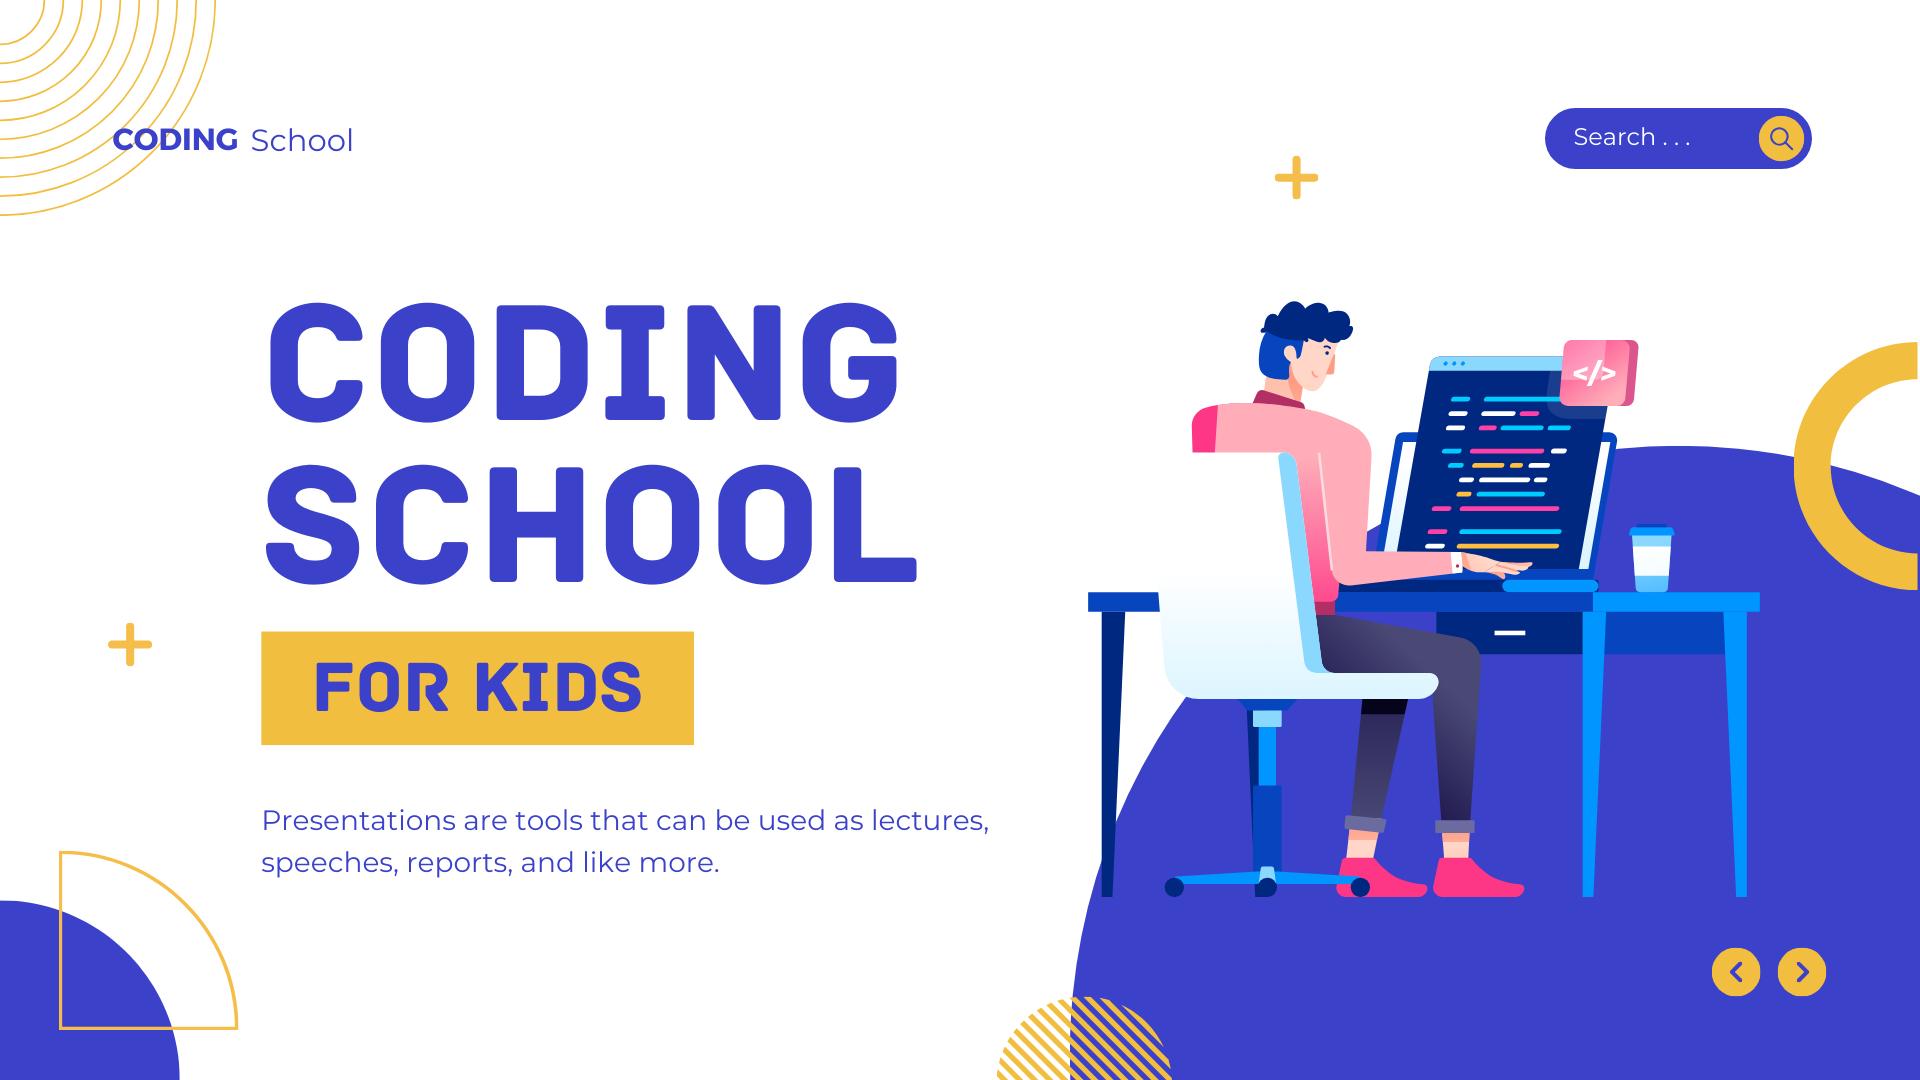 CODING School
Search . . .
CODING
SCHOOL
</>
FOR KIDS
Presentations are tools that can be used as lectures,
speeches, reports, and like more.